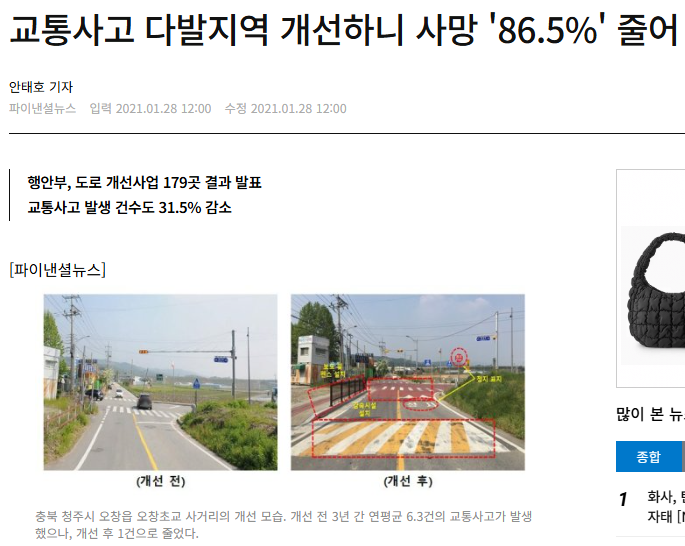 교통사고 다발지역 개선하니 사망 '86.5%' 줄어
안태호 기자
파이낸셜뉴스 입력 2021.01.28 12:00 수정 2021.01.28 12:00
행안부, 도로 개선사업 179곳 결과 발표
교통사고 발생 건수도 31.5% 감소
[파이낸셜뉴스]
정지 표지
설치
(개선 전)
(개선 후)
충북 청주시 오창읍 오창초교 사거리의 개선 모습. 개선 전 3년 간 연평균 6.3건의 교통사고가 발생
했으나, 개선 후 1건으로 줄었다.
많이 본 뉴
종합
1 화사,
자태 [